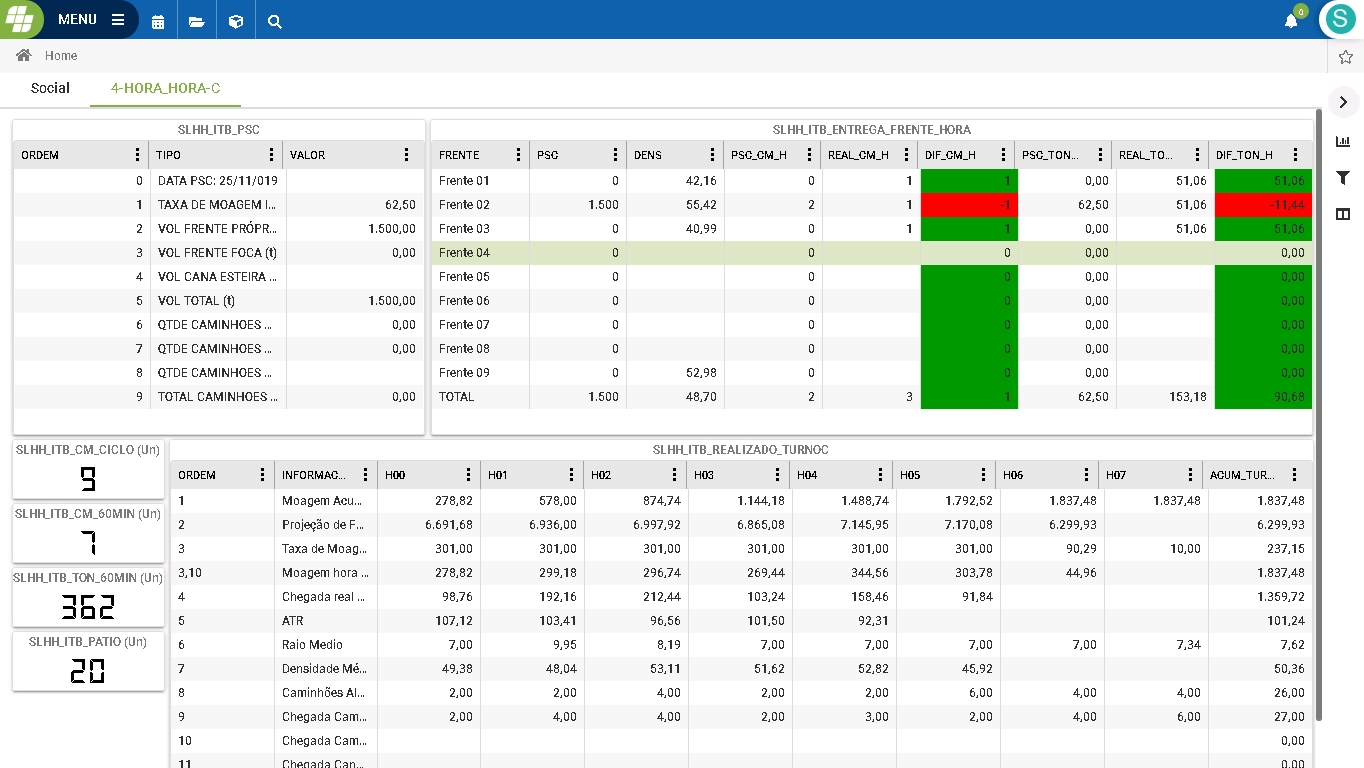 MENU
0
S
Home
Social 4-HORA_HORA-C
SLHH_ITB_PSC
ORDEM TIPO VALOR
0 DATA PSC: 25/11/019
1 TAXA DE MOAGEM I... 62,50
2 VOL FRENTE PRÓPR... 1.500,00
3 VOL FRENTE FOCA (t) 0,00
4 VOL CANA ESTEIRA ...
5 VOL TOTAL (t) 1.500,00
6 QTDE CAMINHOES ... 0,00
7 QTDE CAMINHOES ... 0,00
8 QTDE CAMINHOES ...
9 TOTAL CAMINHOES ... 0,00
SLHH_ITB_ENTREGA_FRENTE_HORA
FRENTE PSC DENS PSC_CM_H REAL_CM_H DIF_CM_H PSC_TON... REAL_TO... DIF_TON_H
Frente 01 0 42,16 0 1 1 0,00 51,06 51,06
Frente 02 1.500 55,42 2 1 -1 62,50 51,06 -11,44
Frente 03 0 40,99 0 1 1 0,00 51,06 51,06
Frente 04 0 0 0 0,00 0,00
Frente 05 0 0 0 0,00 0,00
Frente 06 0 0 0 0,00 0,00
Frente 07 0 0 0 0,00 0,00
Frente 08 0 0 0 0,00 0,00
Frente 09 0 52,98 0 0 0,00 0,00
TOTAL 1.500 48,70 2 3 1 62,50 153,18 90,68
SLHH_ITB_CM_CICLO (Un)
9
SLHH_ITB_CM_60MIN (Un)
7
SLHH_ITB_TON_60MIN (Un)
362
SLHH_ITB_PATIO (Un)
20
SLHH_ITB_REALIZADO_TURNOC
ORDEM INFORMAC... H00 H01 H02 H03 H04 H05 H06 H07 ACUM_TUR...
1 Moagem Acu... 278,82 578,00 874,74 1.144,18 1.488,74 1.792,52 1.837,48 1.837,48 1.837,48
2 Projeção de F... 6.691,68 6.936,00 6.997,92 6.865,08 7.145,95 7.170,08 6.299,93 6.299,93
3 Taxa de Moag... 301,00 301,00 301,00 301,00 301,00 301,00 90,29 10,00 237,15
3,10 Moagem hora ... 278,82 299,18 296,74 269,44 344,56 303,78 44,96 1.837,48
4 Chegada real ... 98,76 192,16 212,44 103,24 158,46 91,84 1.359,72
5 ATR 107,12 103,41 96,56 101,50 92,31 101,24
6 Raio Medio 7,00 9,95 8,19 7,00 7,00 7,00 7,00 7,34 7,62
7 Densidade Mé... 49,38 48,04 53,11 51,62 52,82 45,92 50,36
8 Caminhões Al... 2,00 2,00 4,00 2,00 2,00 6,00 4,00 4,00 26,00
9 Chegada Cam... 2,00 4,00 4,00 2,00 3,00 2,00 4,00 6,00 27,00
10 Chegada Cam... 0,00
11 Chegada Can... 0,00